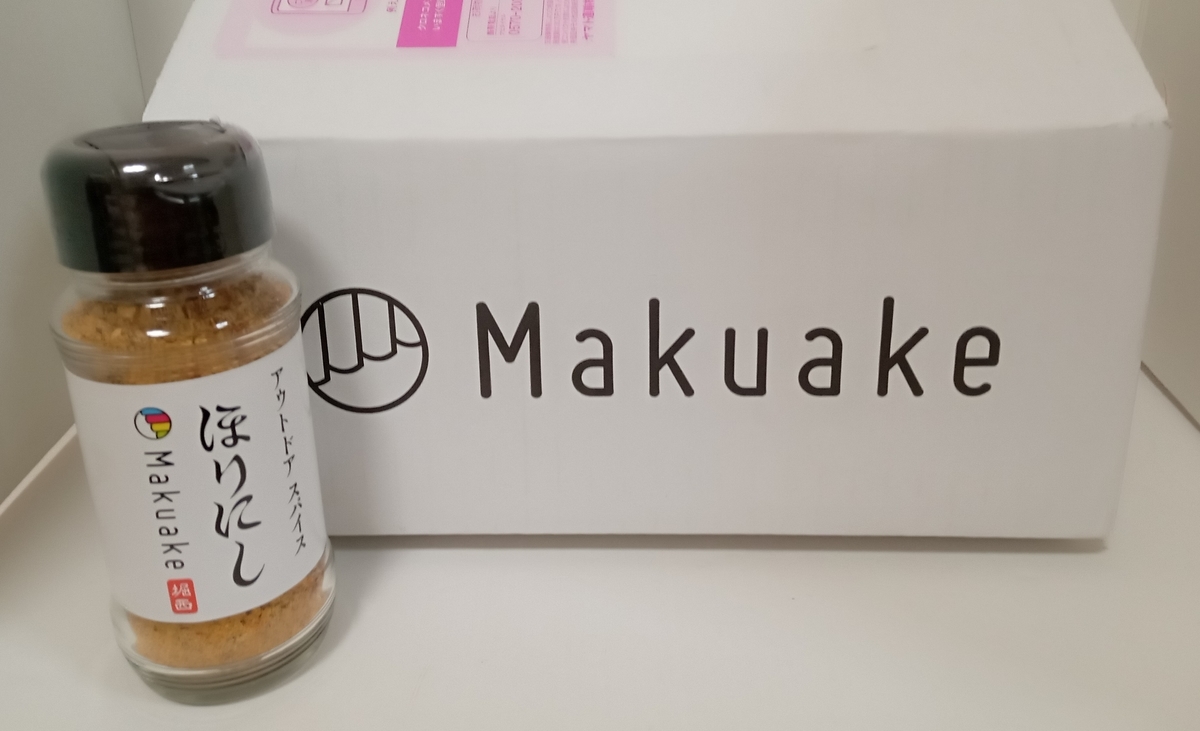 アウトドア スパイス
ほりにし
Makuake
堀西
Makuake